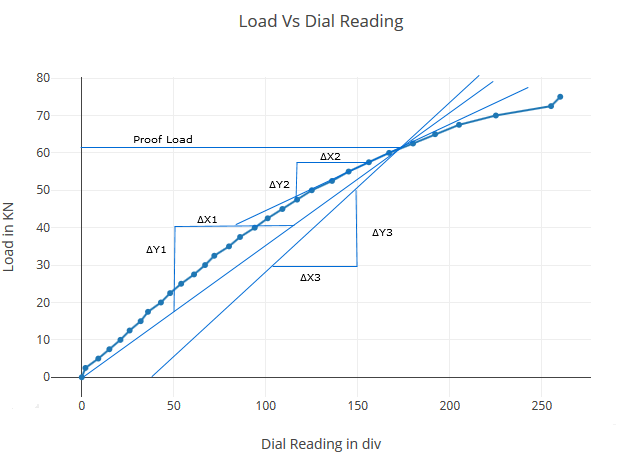 Load Vs Dial Reading
80
70
Proof Load
60
ΔX2
ΔY2
50
ΔX1
40
ΔY3
ΔY1
30
ΔX3
20
10
0
0 50 100 150 200 250
Load in KN
Dial Reading in div